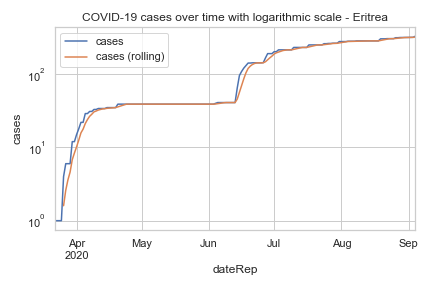 COVID-19 cases over time with logarithmic scale - Eritrea
cases
cases (rolling)
10²
10¹
10⁰
cases
Apr
2020
May
Jun
Jul
Aug
Sep
dateRep